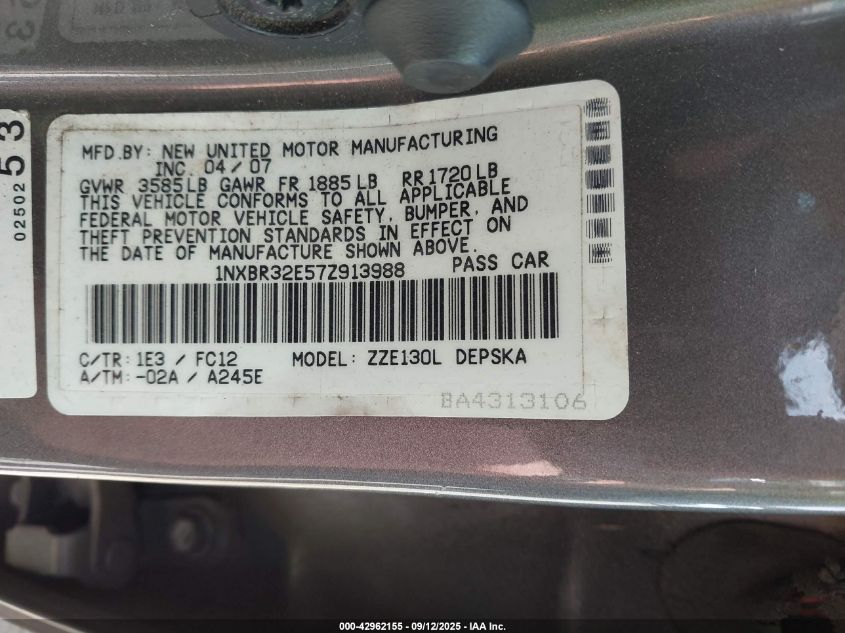 53
02502
MFD.BY: NEW UNITED MOTOR MANUFACTURING
INC. 04/07
GVWR 3585LB GAWR FR 1885LB RR1720LB
THIS VEHICLE CONFORMS TO ALL APPLICABLE
FEDERAL MOTOR VEHICLE SAFETY, BUMPER, AND
THEFT PREVENTION STANDARDS IN EFFECT ON
THE DATE OF MANUFACTURE SHOWN ABOVE.
1NXBR32E57Z913988 PASS CAR
C/TR: 1E3 / FC12 MODEL: ZZE130L DEPSKA
A/TM: -02A / A245E
BA4313106
000-42962155 - 09/12/2025 - IAA Inc.